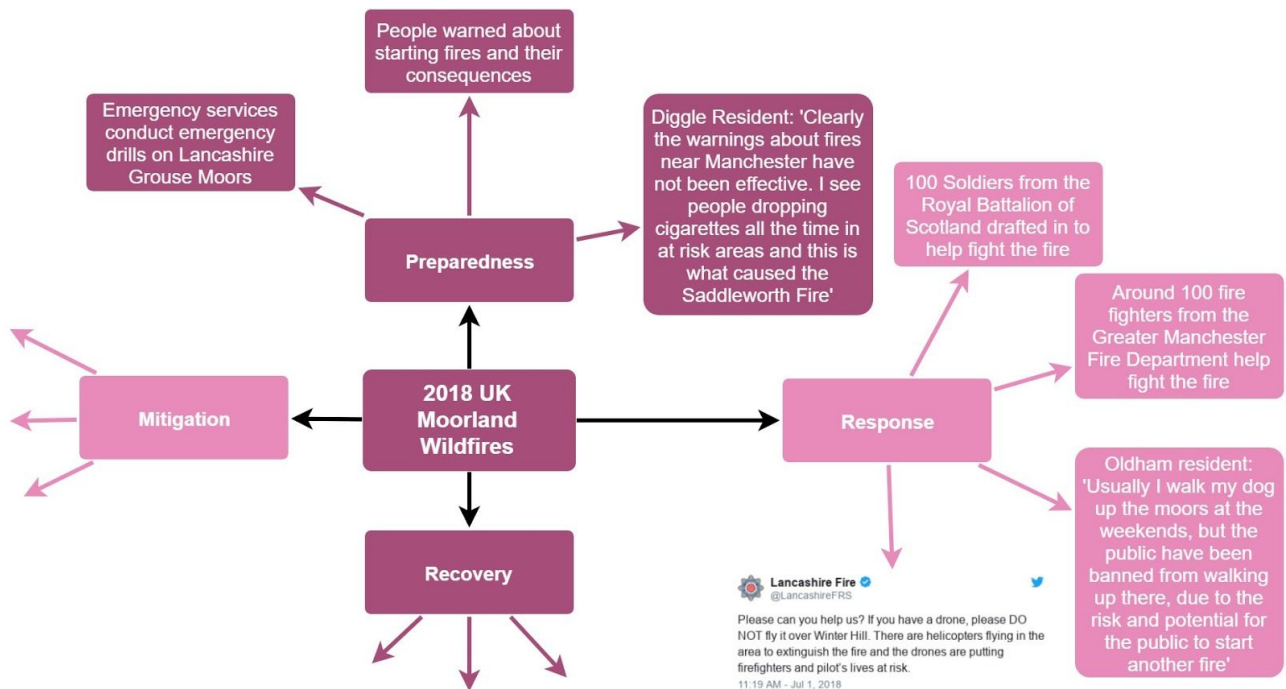 People warned about
starting fires and their
consequences
Emergency services
conduct emergency
drills on Lancashire
Grouse Moors
Diggle Resident: 'Clearly
the warnings about fires
near Manchester have
not been effective. I see
people dropping
cigarettes all the time in
at risk areas and this is
what caused the
Saddleworth Fire'
Preparedness
100 Soldiers from the
Royal Battalion of
Scotland drafted in to
help fight the fire
Around 100 fire
fighters from the
Greater Manchester
Fire Department help
fight the fire
Mitigation
2018 UK
Moorland
Wildfires
Response
Oldham resident:
'Usually I walk my dog
up the moors at the
weekends, but the
public have been
banned from walking
up there, due to the
risk and potential for
the public to start
another fire'
Recovery
Lancashire Fire
@LancashireFRS
Please can you help us? If you have a drone, please DO
NOT fly it over Winter Hill. There are helicopters flying in the
area to extinguish the fire and the drones are putting
firefighters and pilot's lives at risk.
11:19 AM - Jul 1, 2018